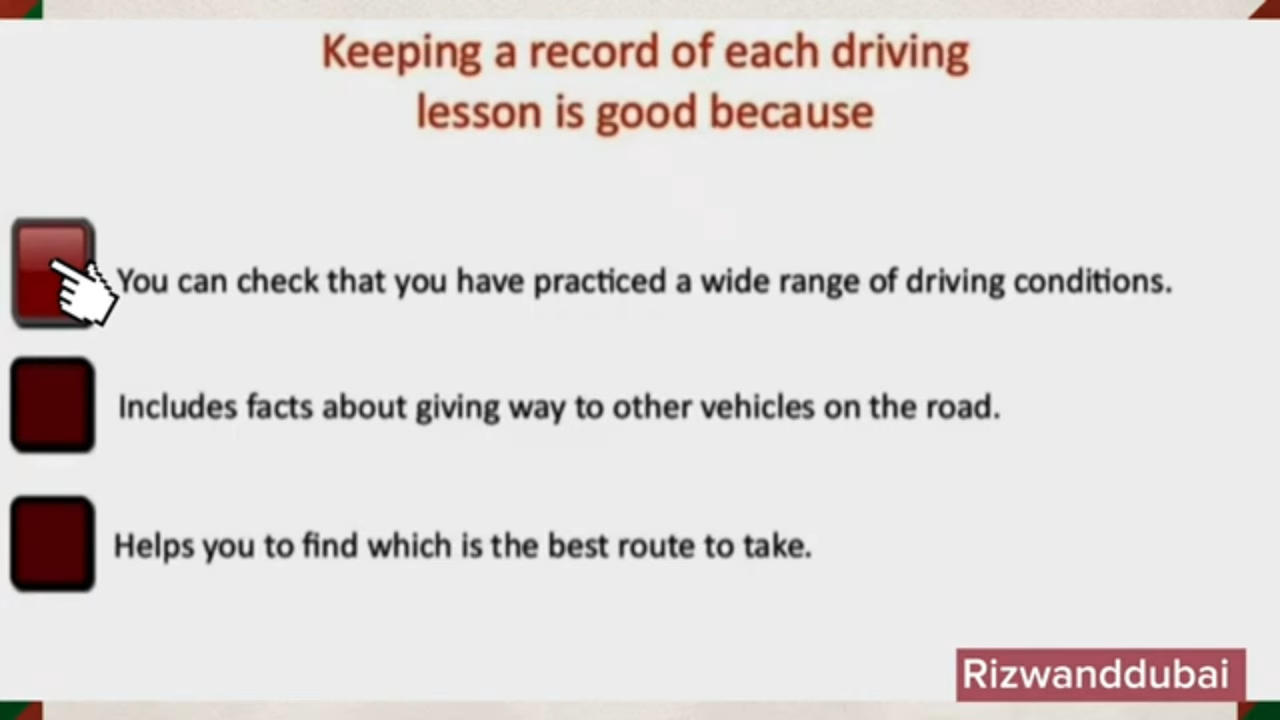 Keeping a record of each driving
lesson is good because
You can check that you have practiced a wide range of driving conditions.
Includes facts about giving way to other vehicles on the road.
Helps you to find which is the best route to take.
Rizwanddubai